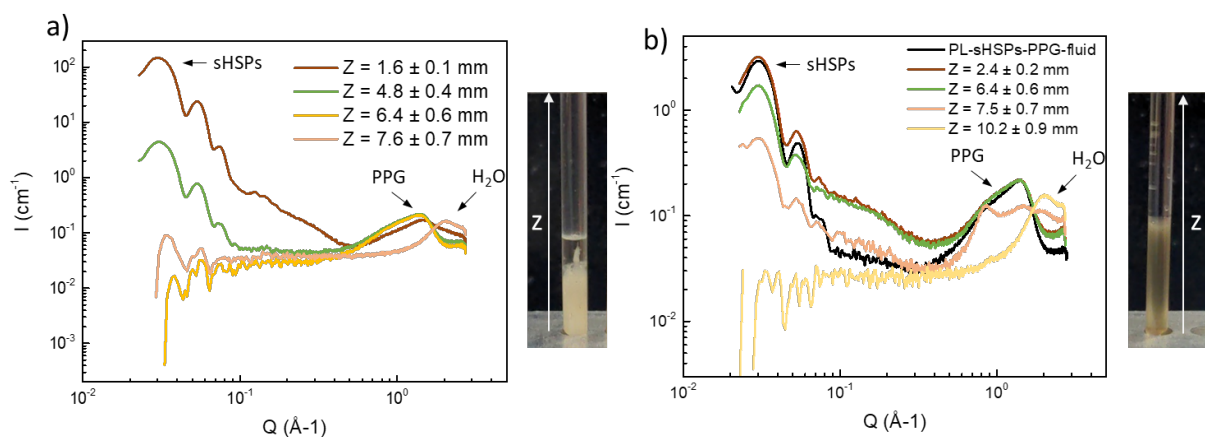 a)
sHSPs
Z = 1.6 ± 0.1 mm
Z = 4.8 ± 0.4 mm
Z = 6.4 ± 0.6 mm
Z = 7.6 ± 0.7 mm
PPG
H₂O
I (cm⁻¹)
10²
10¹
10⁰
10⁻¹
10⁻²
10⁻³
10⁻²
10⁻¹
10⁰
Q (Å-1)
Z
b)
sHSPs
PL-sHSPs-PPG-fluid
Z = 2.4 ± 0.2 mm
Z = 6.4 ± 0.6 mm
Z = 7.5 ± 0.7 mm
Z = 10.2 ± 0.9 mm
PPG
H₂O
I (cm⁻¹)
10⁰
10⁻¹
10⁻²
10⁻²
10⁻¹
10⁰
Q (Å-1)
Z